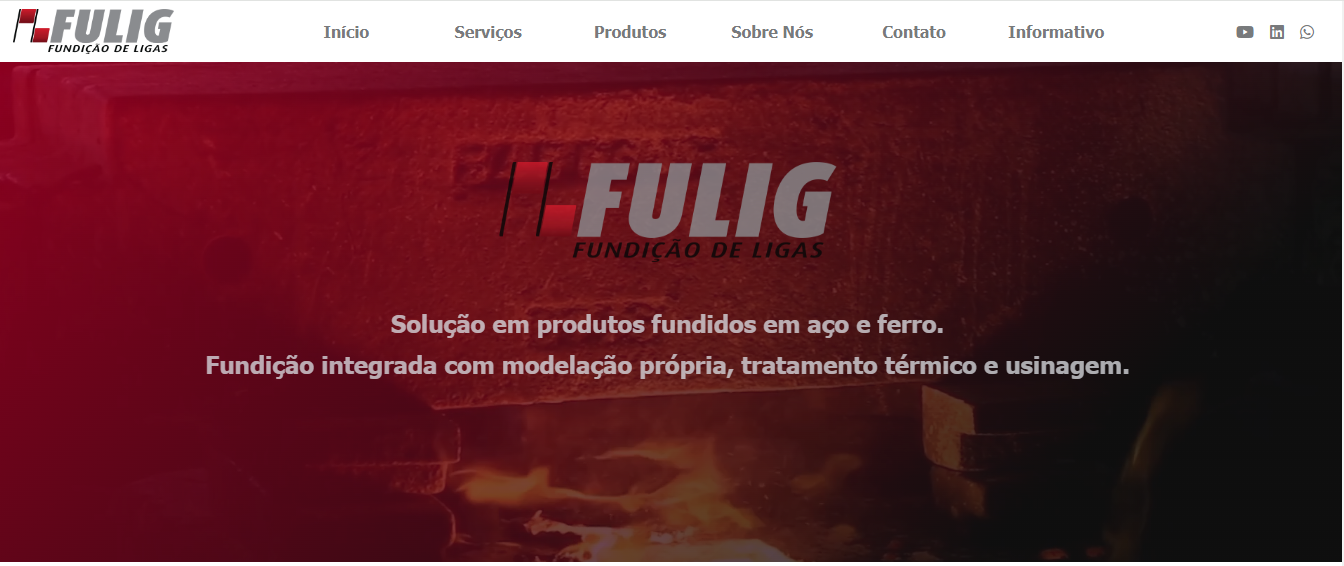 FULIG
FUNDIÇÃO DE LIGAS
Início
Serviços
Produtos
Sobre Nós
Contato
Informativo
FULIG
FUNDIÇÃO DE LIGAS
Solução em produtos fundidos em aço e ferro.
Fundição integrada com modelação própria, tratamento térmico e usinagem.